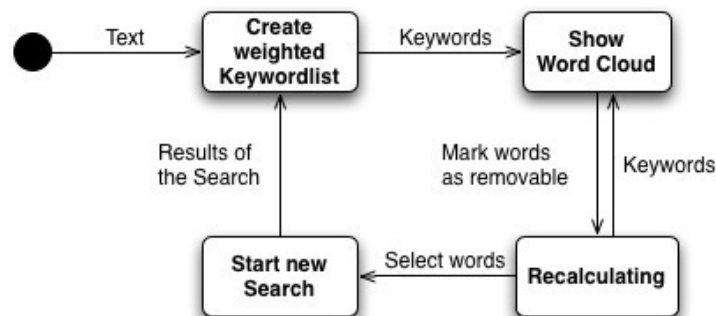 Text
Create
weighted
Keywordlist
Keywords
Show
Word Cloud
Results of
the Search
Mark words
as removable
Keywords
Start new
Search
Select words
Recalculating